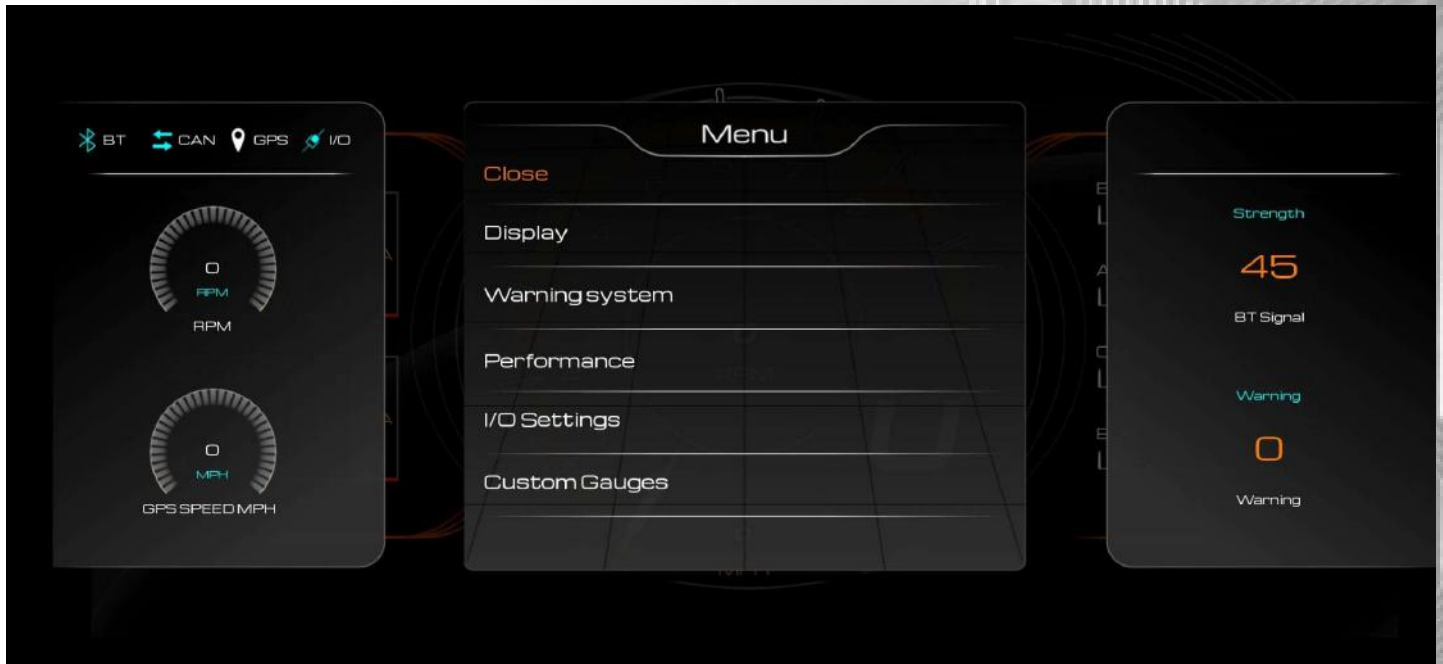 BT CAN GPS I/O
0
RPM
RPM
0
MPH
GPS SPEED MPH
Menu
Close
Display
Warning system
Performance
I/O Settings
Custom Gauges
Strength
45
BT Signal
Warning
0
Warning